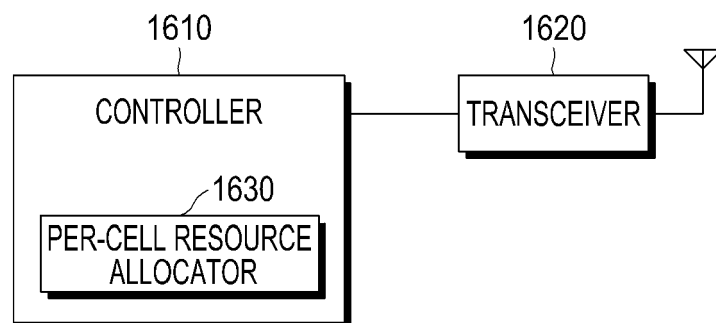 1610
1620
CONTROLLER
TRANSCEIVER
1630
PER-CELL RESOURCE
ALLOCATOR